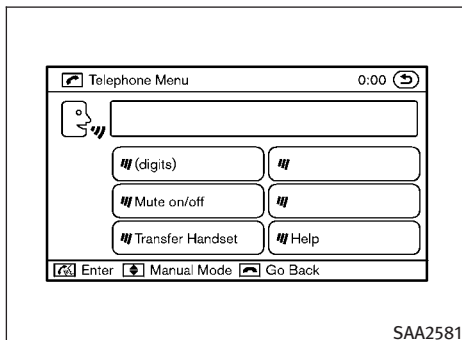 Telephone Menu 0:00
(digits)
Mute on/off
Transfer Handset Help
Enter Manual Mode Go Back
SAA2581